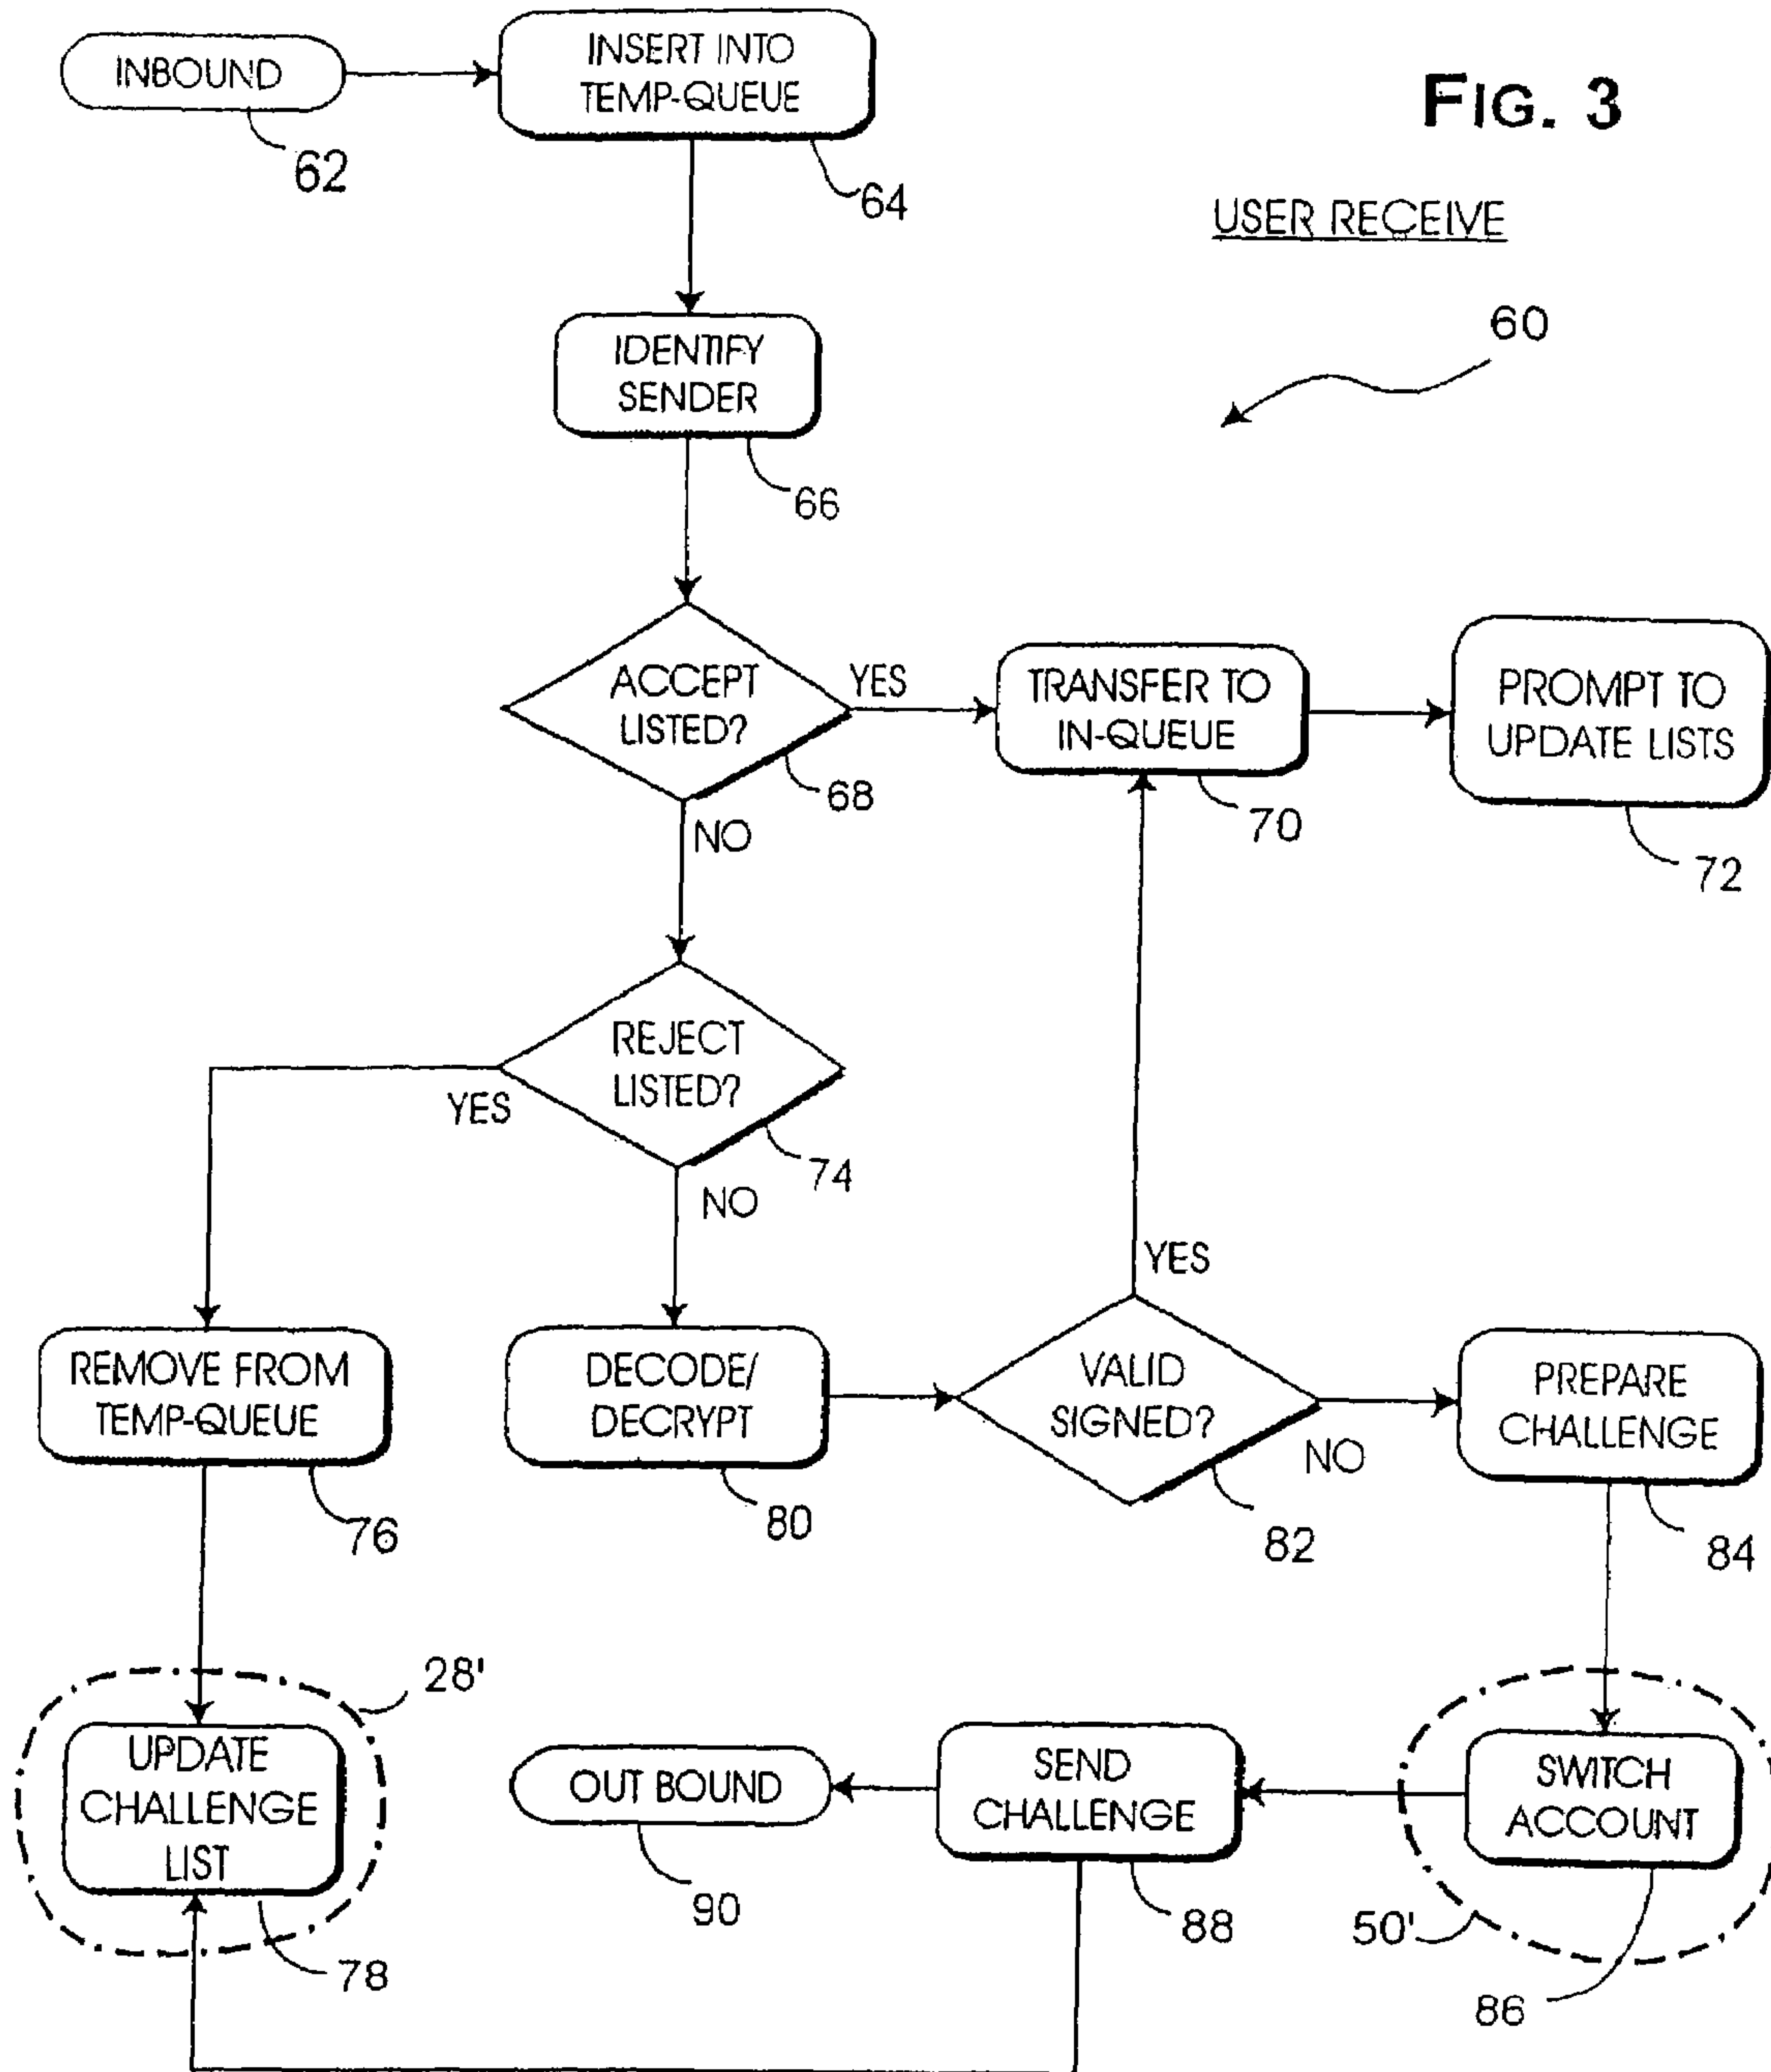 INBOUND
62
INSERT INTO
TEMP-QUEUE
64
FIG. 3
USER RECEIVE
60
IDENTIFY
SENDER
66
ACCEPT
LISTED?
68
YES
NO
TRANSFER TO
IN-QUEUE
70
PROMPT TO
UPDATE LISTS
72
REJECT
LISTED?
74
YES
NO
REMOVE FROM
TEMP-QUEUE
76
DECODE/
DECRYPT
80
VALID
SIGNED?
82
YES
NO
PREPARE
CHALLENGE
84
28'
UPDATE
CHALLENGE
LIST
78
OUT BOUND
90
SEND
CHALLENGE
88
SWITCH
ACCOUNT
50'
86